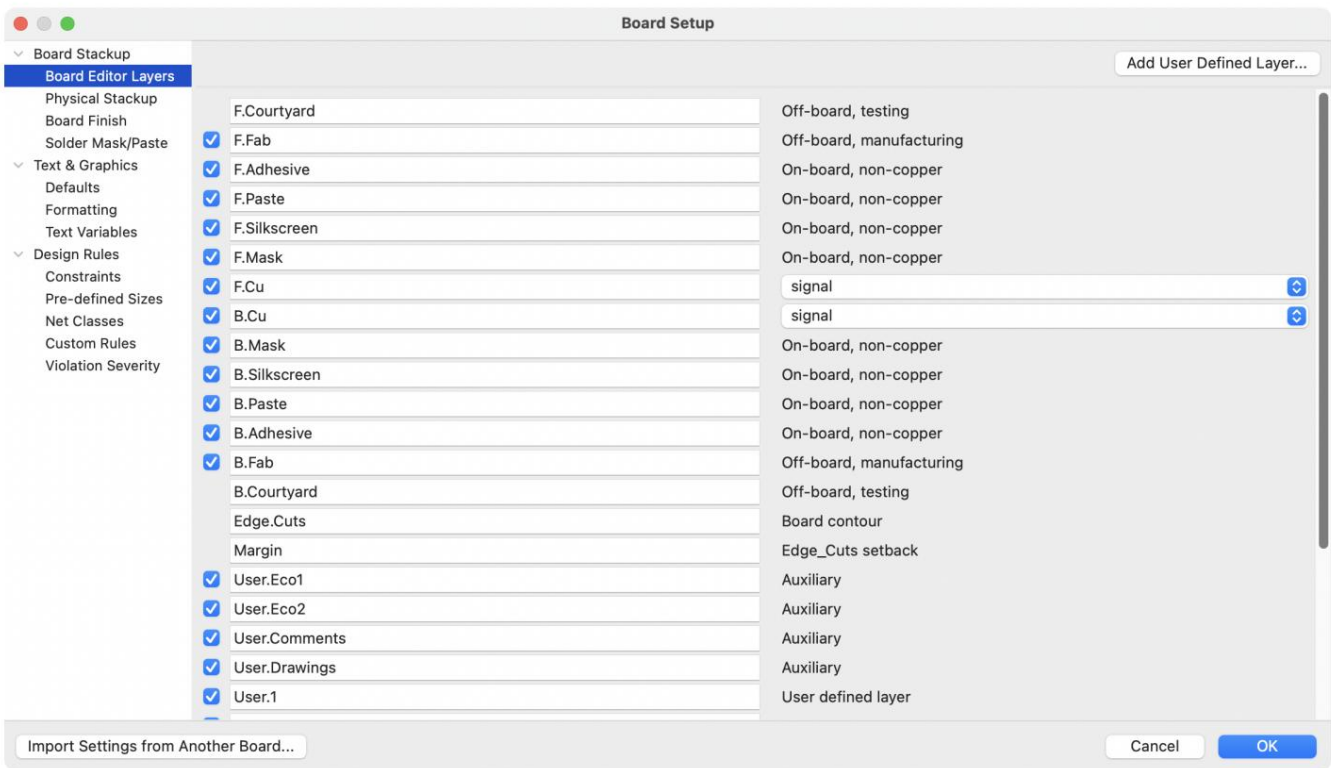 Board Setup
Board Stackup
Board Editor Layers
Physical Stackup
Board Finish
Solder Mask/Paste
Text & Graphics
Defaults
Formatting
Text Variables
Design Rules
Constraints
Pre-defined Sizes
Net Classes
Custom Rules
Violation Severity
Add User Defined Layer...
F.Courtyard Off-board, testing
F.Fab Off-board, manufacturing
F.Adhesive On-board, non-copper
F.Paste On-board, non-copper
F.Silkscreen On-board, non-copper
F.Mask On-board, non-copper
F.Cu signal
B.Cu signal
B.Mask On-board, non-copper
B.Silkscreen On-board, non-copper
B.Paste On-board, non-copper
B.Adhesive On-board, non-copper
B.Fab Off-board, manufacturing
B.Courtyard Off-board, testing
Edge.Cuts Board contour
Margin Edge_Cuts setback
User.Eco1 Auxiliary
User.Eco2 Auxiliary
User.Comments Auxiliary
User.Drawings Auxiliary
User.1 User defined layer
Import Settings from Another Board... Cancel OK